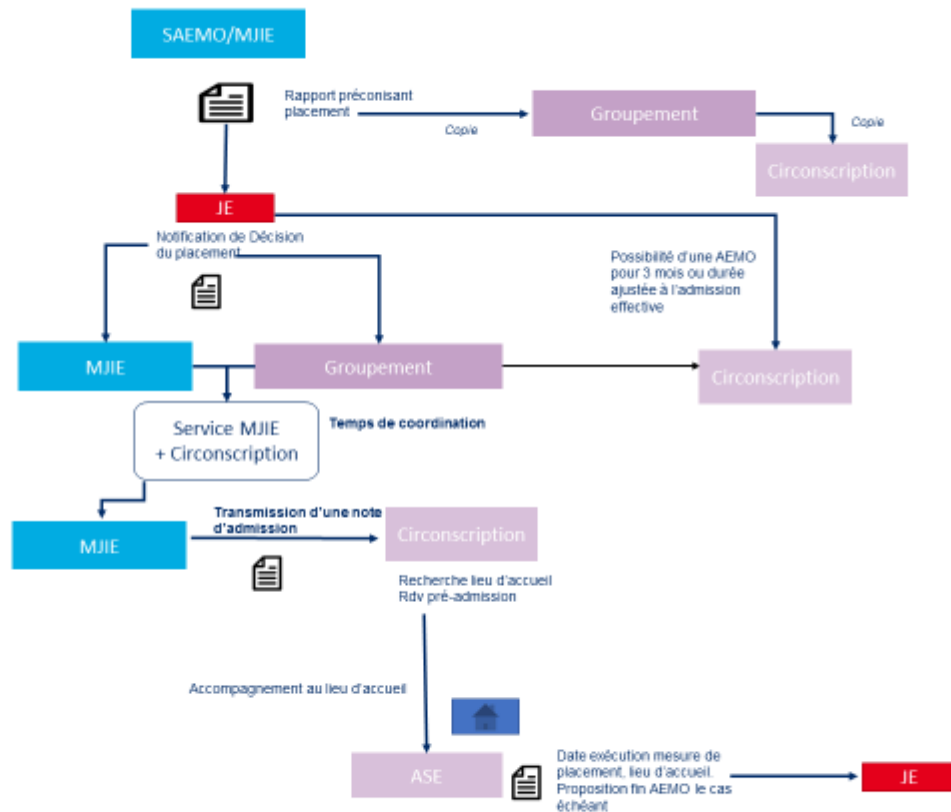 SAEMO/MJIE
Rapport préconisant
placement
Copie
Groupement
Copie
Circonscription
JE
Notification de Décision
du placement
Possibilité d'une AEMO
pour 3 mois ou durée
ajustée à l'admission
effective
MJIE
Groupement
Circonscription
Service MJIE
+ Circonscription
Temps de coordination
MJIE
Transmission d'une note
d'admission
Circonscription
Recherche lieu d'accueil
Rdv pré-admission
Accompagnement au lieu d'accueil
ASE
Date exécution mesure de
placement, lieu d'accueil.
Proposition fin AEMO le cas
échéant
JE